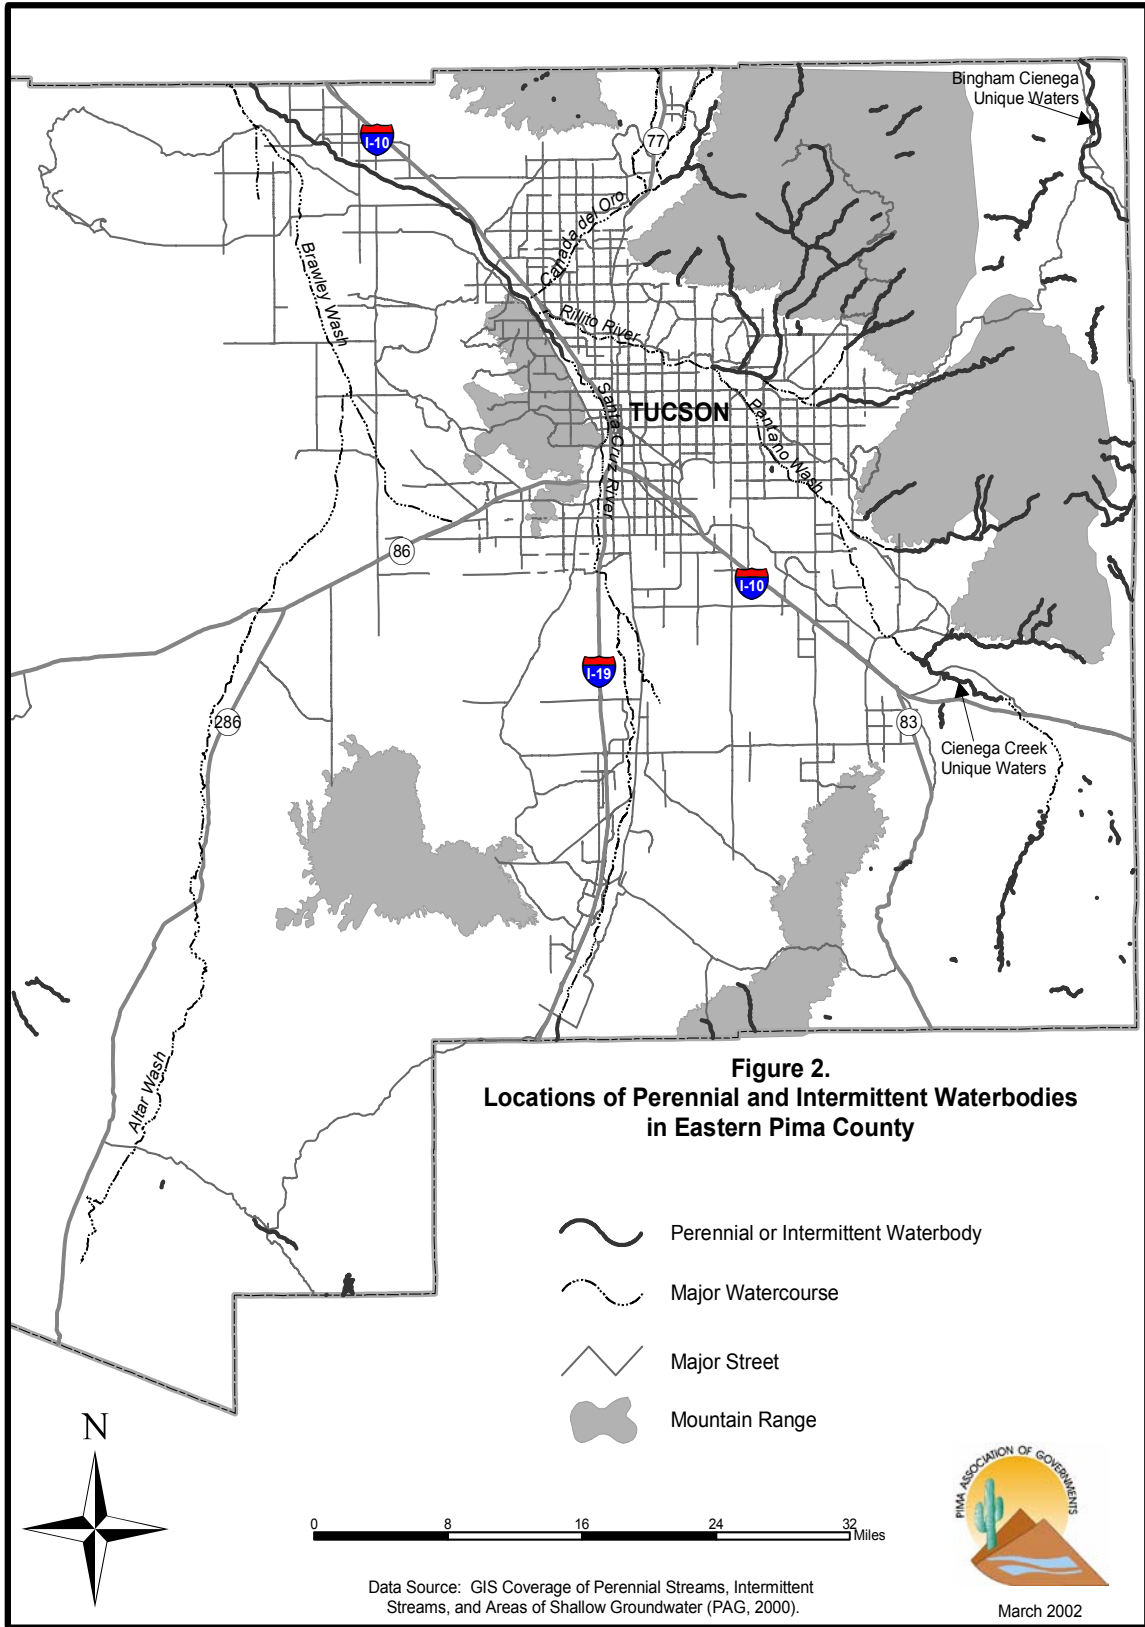 Bingham Cienega
Unique Waters
I-10
77
Canada del Oro
Brawley Wash
Rillito River
Santa Cruz River
TUCSON
Pantano Wash
86
I-10
I-19
286
83
Cienega Creek
Unique Waters
Altar Wash
Figure 2.
Locations of Perennial and Intermittent Waterbodies
in Eastern Pima County
Perennial or Intermittent Waterbody
Major Watercourse
Major Street
Mountain Range
N
0 8 16 24 32
Miles
PIMA ASSOCIATION OF GOVERNMENTS
Data Source: GIS Coverage of Perennial Streams, Intermittent
Streams, and Areas of Shallow Groundwater (PAG, 2000).
March 2002